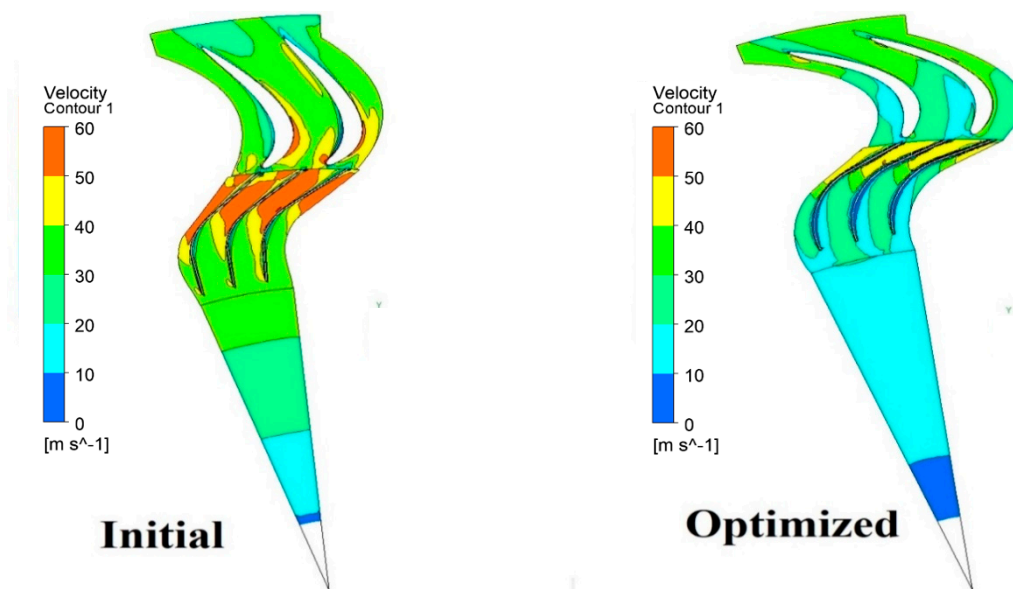 Velocity
Contour 1
60
50
40
30
20
10
0
[m s^-1]
Initial
Y
Velocity
Contour 1
60
50
40
30
20
10
0
[m s^-1]
Optimized
Y